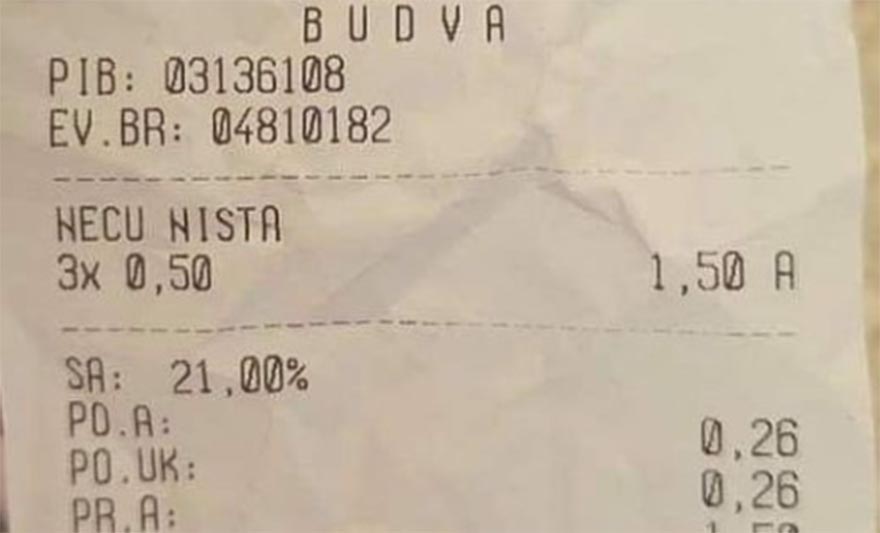 B U D V A
PIB: 03136108
EV.BR: 04810182
NECU NISTA
3x 0,50 1,50 A
SA: 21,00%
PO.A: 0,26
PO.UK: 0,26
PR.A: